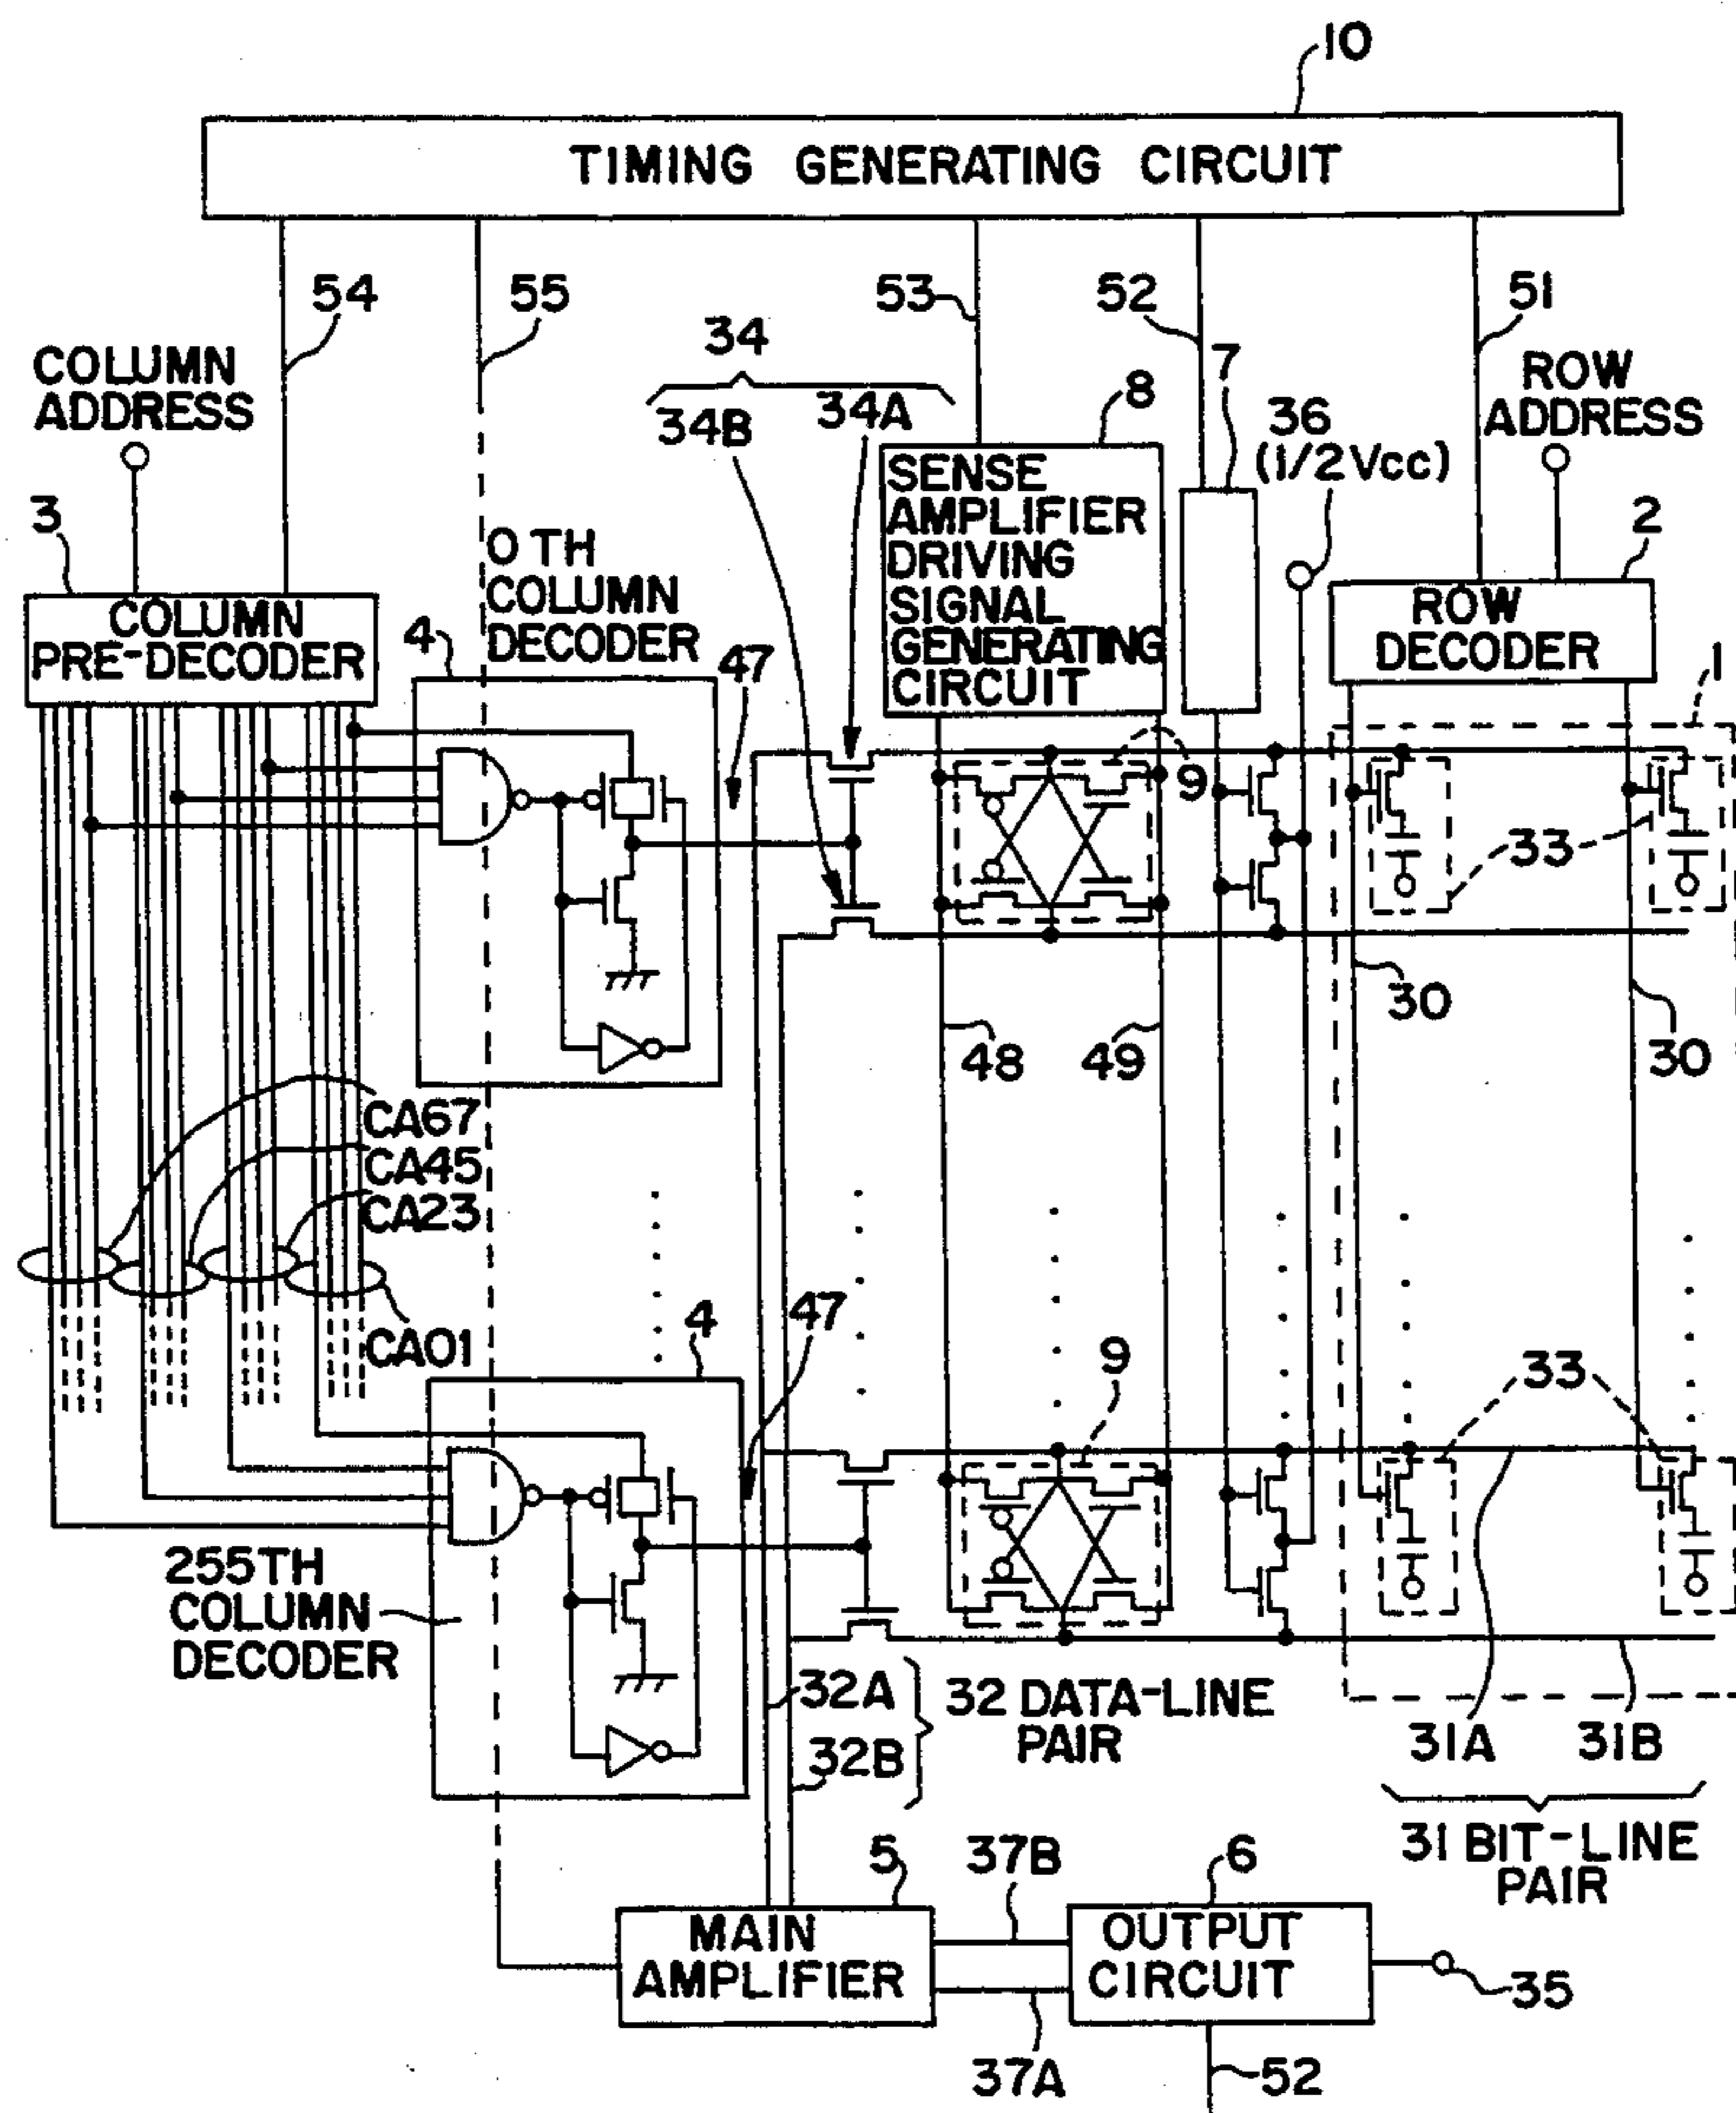 10
TIMING GENERATING CIRCUIT
54
55
53
52
51
34
34B
34A
COLUMN
ADDRESS
8
7
36
(1/2 Vcc)
ROW
ADDRESS
3
2
SENSE
AMPLIFIER
DRIVING
SIGNAL
GENERATING
CIRCUIT
0 TH
COLUMN
DECODER
COLUMN
PRE-DECODER
4
47
ROW
DECODER
1
9
33
30
30
48
49
CA67
CA45
CA23
CA01
4
47
9
33
255TH
COLUMN
DECODER
32A
32B
32 DATA-LINE
PAIR
31A
31B
31 BIT-LINE
PAIR
5
37B
6
MAIN
AMPLIFIER
OUTPUT
CIRCUIT
35
37A
52